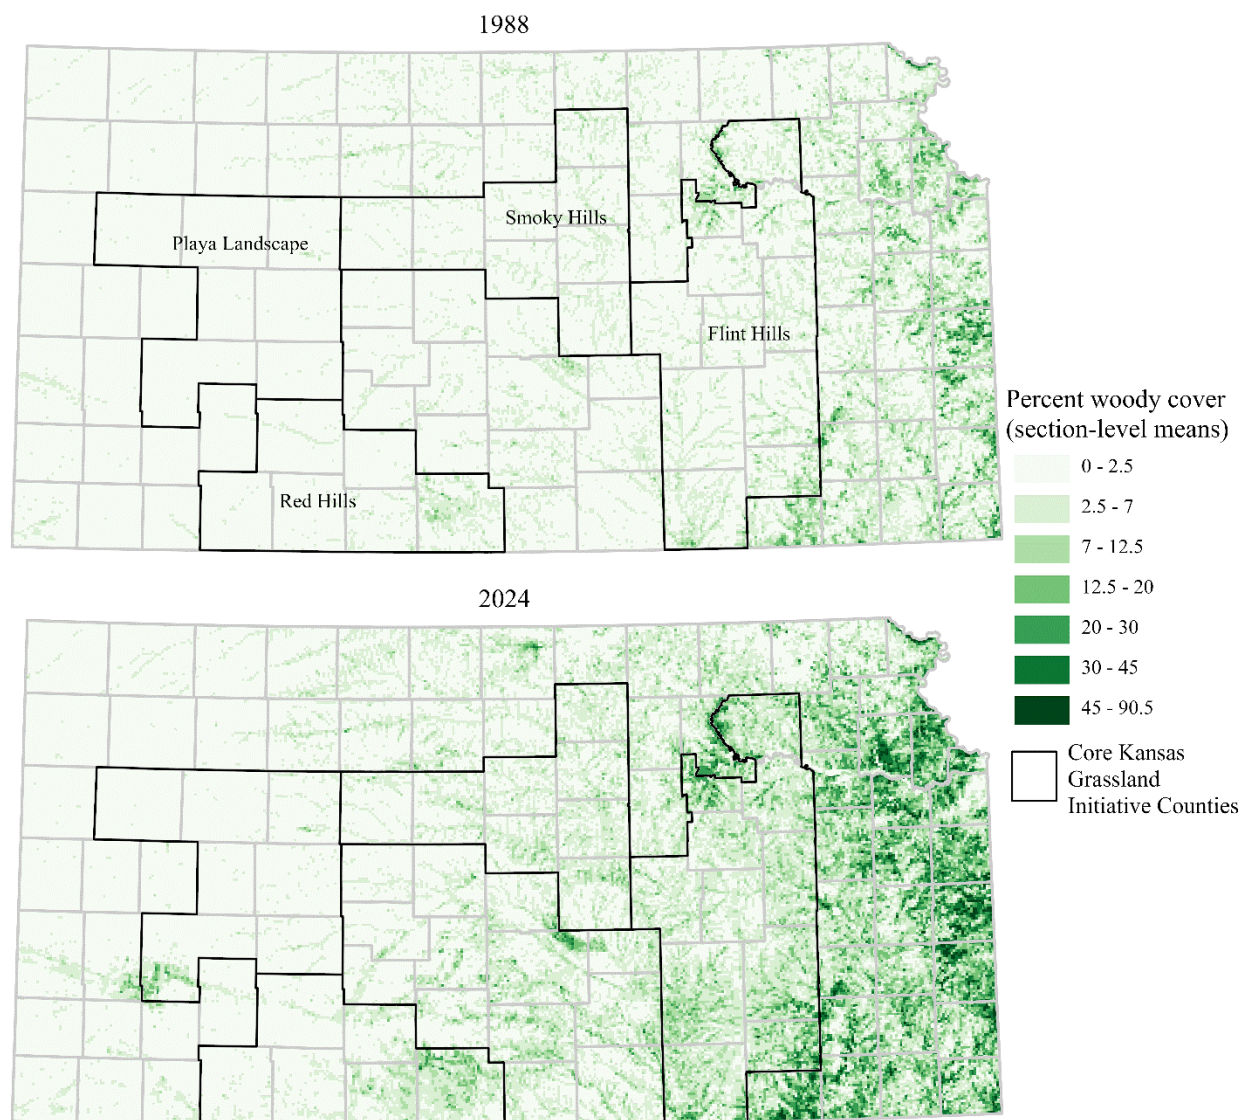 1988
Smoky Hills
Playa Landscape
Flint Hills
Red Hills
Percent woody cover
(section-level means)
0 - 2.5
2.5 - 7
7 - 12.5
12.5 - 20
20 - 30
30 - 45
45 - 90.5
Core Kansas
Grassland
Initiative Counties
2024